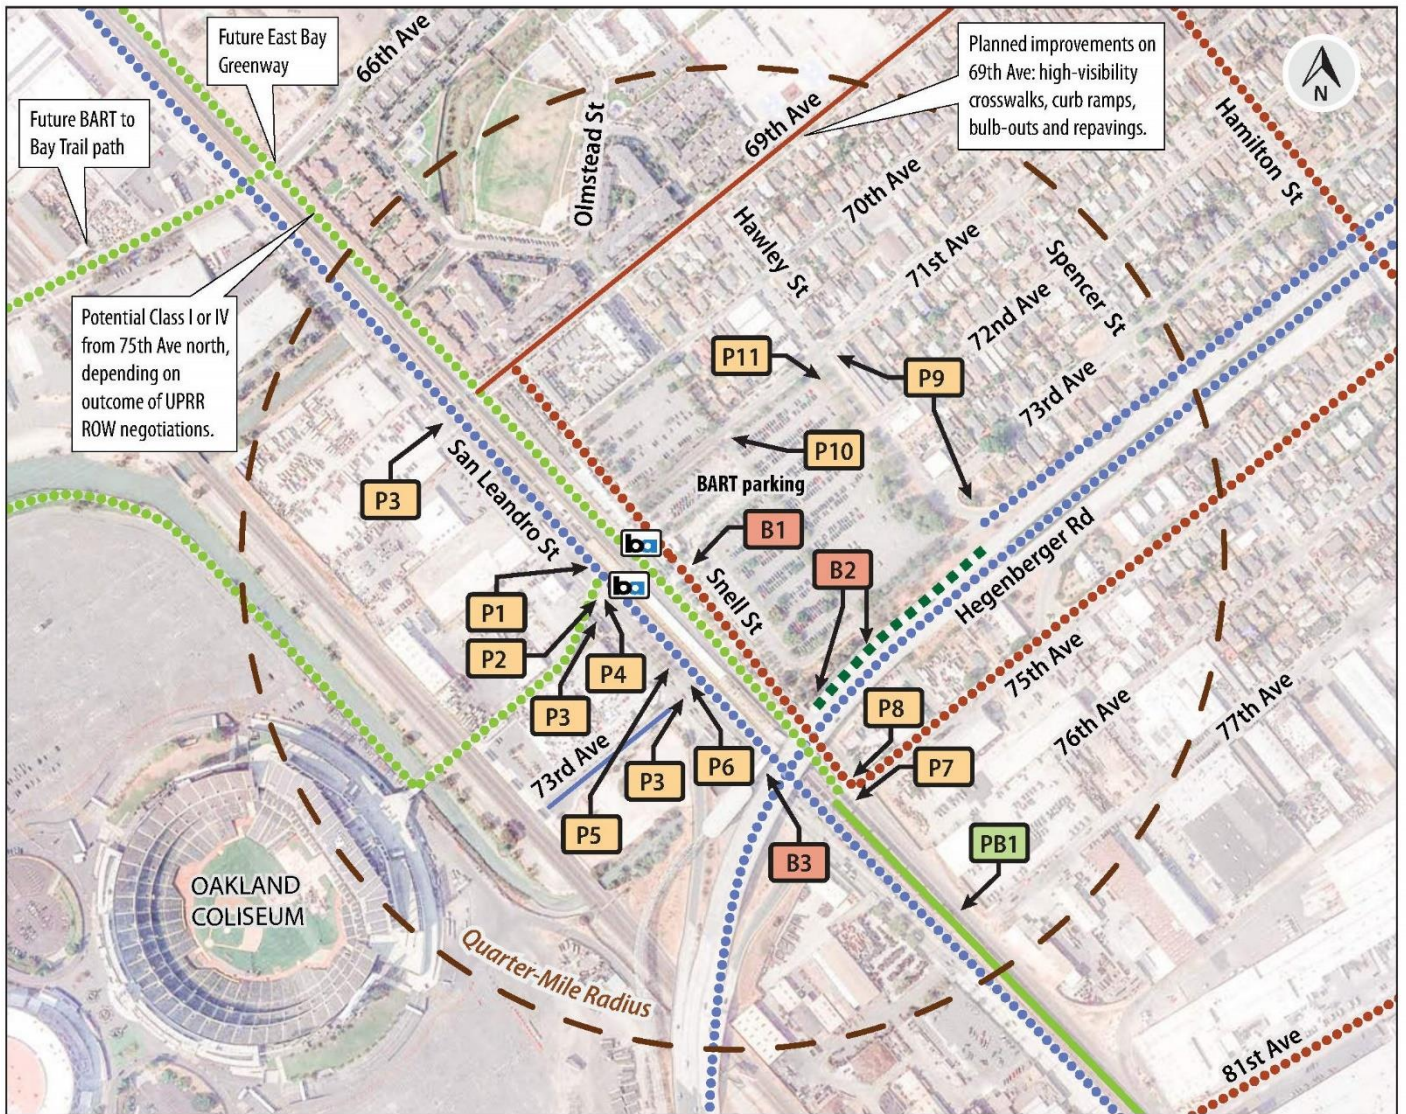 Future East Bay
Greenway
66th Ave
Planned improvements on
69th Ave: high-visibility
crosswalks, curb ramps,
bulb-outs and repavings.
N
Future BART to
Bay Trail path
Olmstead St
69th Ave
Hamilton St
Hawley St
70th Ave
71st Ave
Spencer St
72nd Ave
73rd Ave
Potential Class I or IV
from 75th Ave north,
depending on
outcome of UPRR
ROW negotiations.
P11
P9
P10
P3
San Leandro St
BART parking
B1
ba
ba
Snell St
B2
Hegenberger Rd
P1
P2
P4
P3
75th Ave
76th Ave
77th Ave
P8
P7
73rd Ave
P3
P6
P5
B3
PB1
OAKLAND
COLISEUM
Quarter-Mile Radius
81st Ave